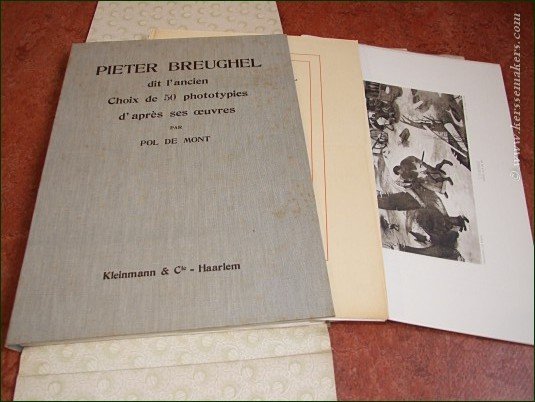 PIETER BREUGHEL
dit l'ancien
Choix de 50 phototypies
d'après ses œuvres
PAR
POL DE MONT
Kleinmann & Cie - Haarlem
© www.kerssemakers.com